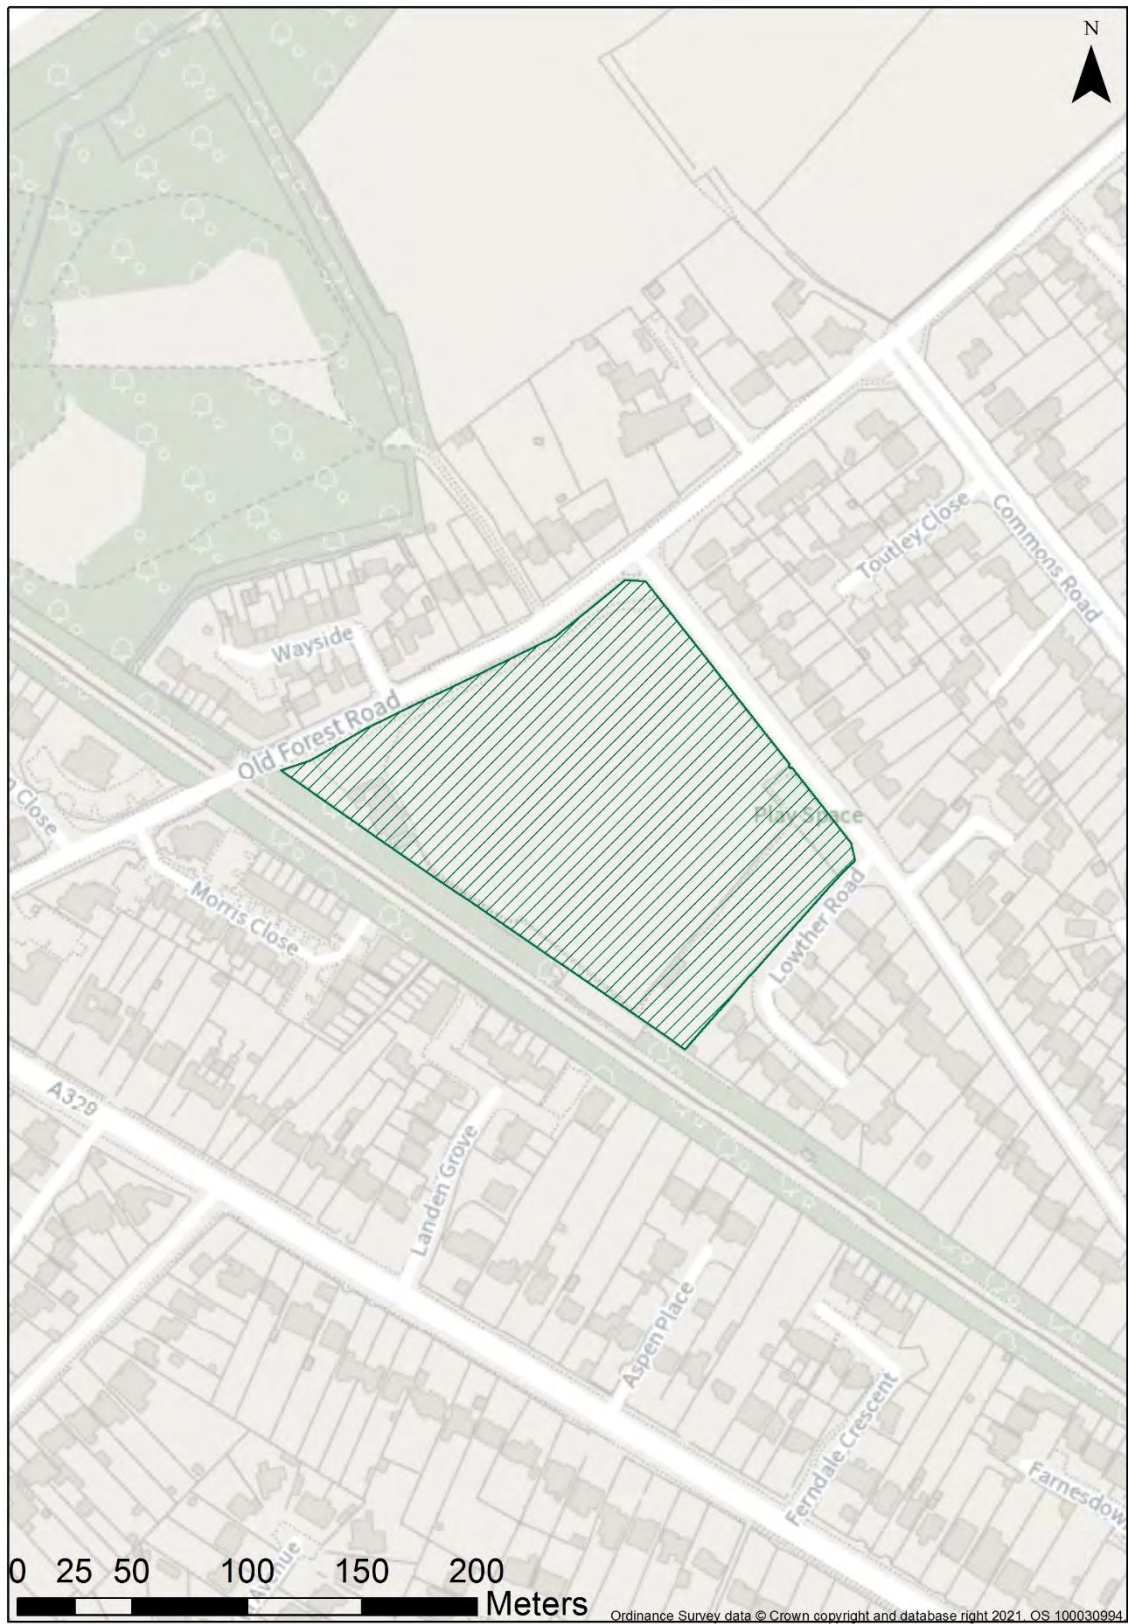 N
Toutley Close
Commons Road
Wayside
Old Forest Road
Play Space
Close
Lowther Road
Morris Close
A329
Landen Grove
Aspen Place
Ferndale Crescent
Farnesdow
0 25 50 100 150 200
Meters
Ordinance Survey data © Crown copyright and database right 2021. OS 100030994